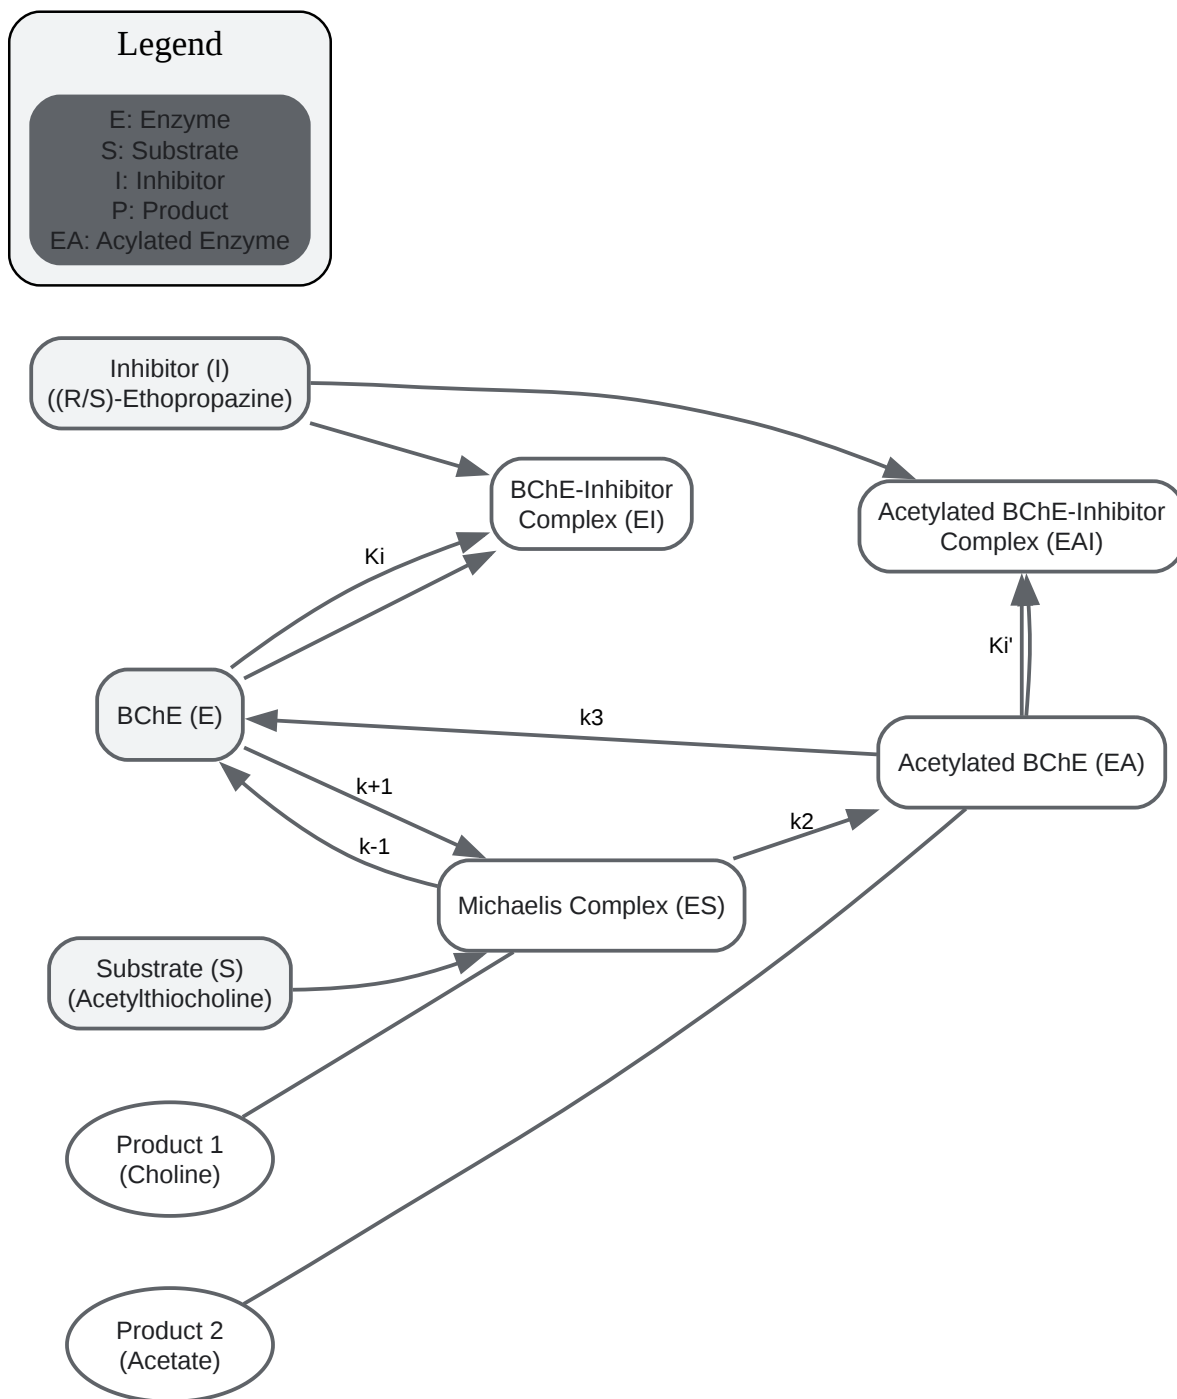 Legend
E: Enzyme
S: Substrate
I: Inhibitor
P: Product
EA: Acylated Enzyme
Inhibitor (I)
((R/S)-Ethopropazine)
BChE-Inhibitor
Complex (EI)
Acetylated BChE-Inhibitor
Complex (EAI)
Ki
Ki'
BChE (E)
k3
Acetylated BChE (EA)
k+1
k2
k-1
Michaelis Complex (ES)
Substrate (S)
(Acetylthiocholine)
Product 1
(Choline)
Product 2
(Acetate)